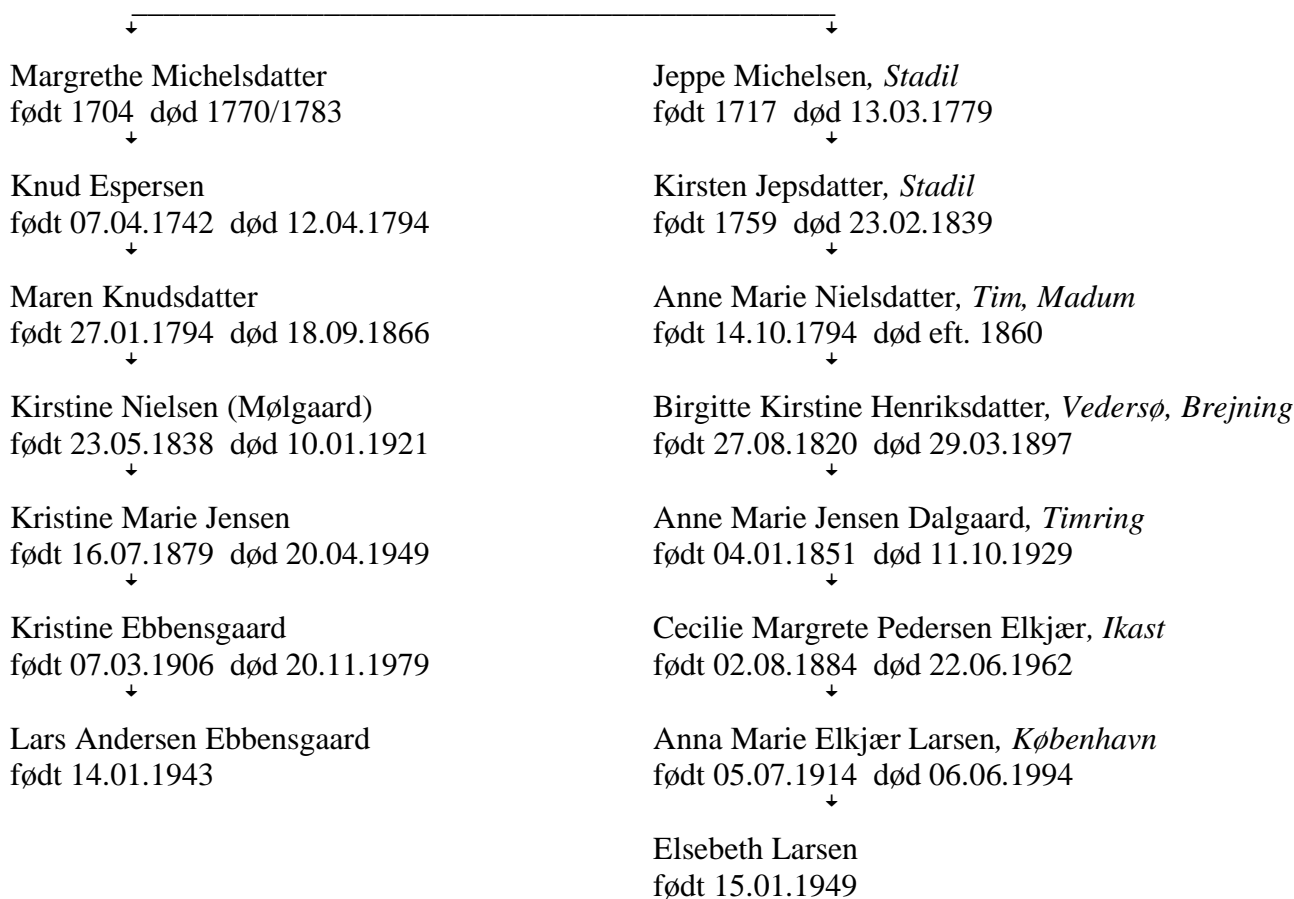 Margrethe Michelsdatter
født 1704 død 1770/1783
Knud Espersen
født 07.04.1742 død 12.04.1794
Maren Knudsdatter
født 27.01.1794 død 18.09.1866
Kirstine Nielsen (Mølgaard)
født 23.05.1838 død 10.01.1921
Kristine Marie Jensen
født 16.07.1879 død 20.04.1949
Kristine Ebbensgaard
født 07.03.1906 død 20.11.1979
Lars Andersen Ebbensgaard
født 14.01.1943
Jeppe Michelsen, Stadil
født 1717 død 13.03.1779
Kirsten Jepsdatter, Stadil
født 1759 død 23.02.1839
Anne Marie Nielsdatter, Tim, Madum
født 14.10.1794 død eft. 1860
Birgitte Kirstine Henriksdatter, Vedersø, Brejning
født 27.08.1820 død 29.03.1897
Anne Marie Jensen Dalgaard, Timring
født 04.01.1851 død 11.10.1929
Cecilie Margrete Pedersen Elkjær, Ikast
født 02.08.1884 død 22.06.1962
Anna Marie Elkjær Larsen, København
født 05.07.1914 død 06.06.1994
Elsebeth Larsen
født 15.01.1949